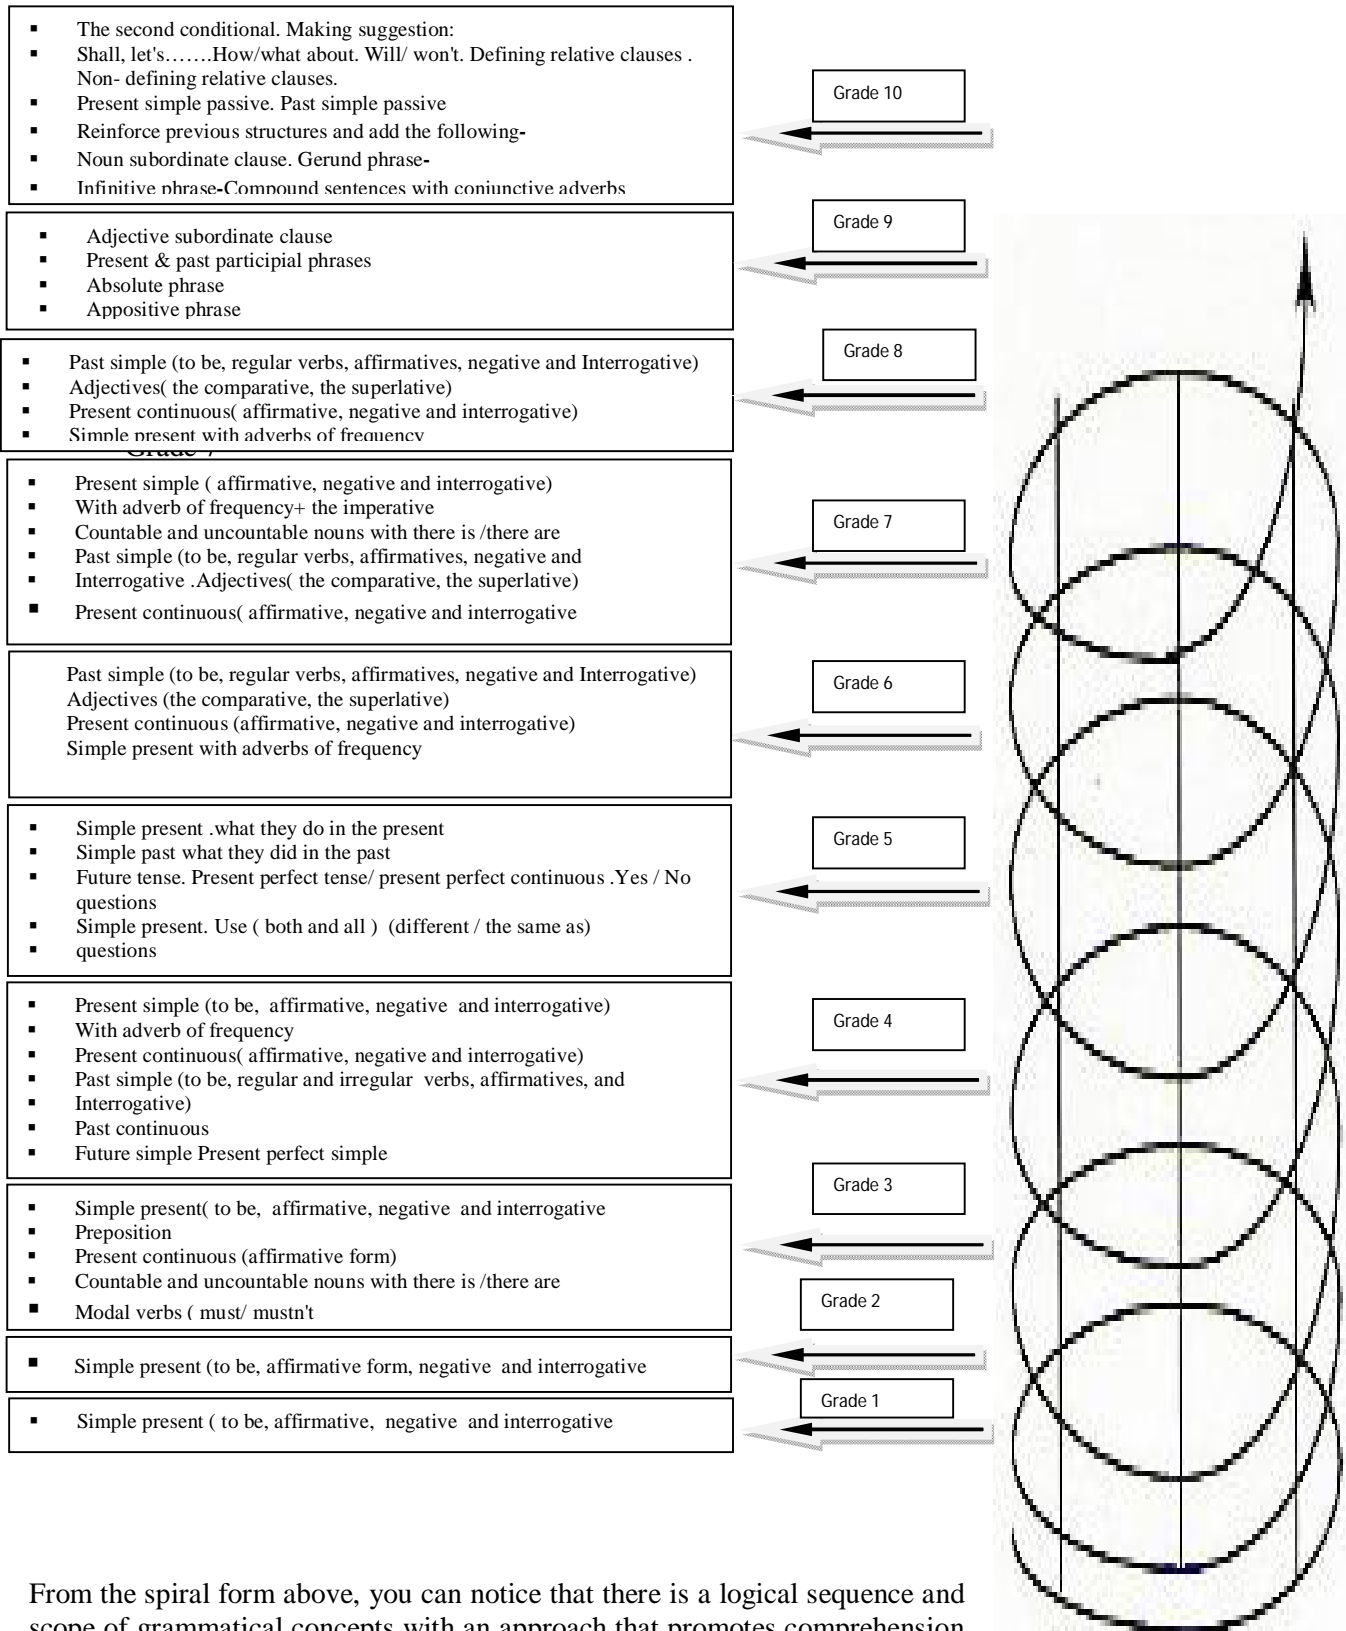 The second conditional. Making suggestion:
Shall, let's…….How/what about. Will/ won't. Defining relative clauses .
Non- defining relative clauses.
Present simple passive. Past simple passive
Reinforce previous structures and add the following-
Noun subordinate clause. Gerund phrase-
Infinitive phrase-Compound sentences with conjunctive adverbs
Grade 10
Adjective subordinate clause
Present & past participial phrases
Absolute phrase
Appositive phrase
Grade 9
Past simple (to be, regular verbs, affirmatives, negative and Interrogative)
Adjectives( the comparative, the superlative)
Present continuous( affirmative, negative and interrogative)
Simple present with adverbs of frequency
Grade 8
Grade 7
Present simple ( affirmative, negative and interrogative)
With adverb of frequency+ the imperative
Countable and uncountable nouns with there is /there are
Past simple (to be, regular verbs, affirmatives, negative and
Interrogative .Adjectives( the comparative, the superlative)
Present continuous( affirmative, negative and interrogative
Grade 7
Past simple (to be, regular verbs, affirmatives, negative and Interrogative)
Adjectives (the comparative, the superlative)
Present continuous (affirmative, negative and interrogative)
Simple present with adverbs of frequency
Grade 6
Simple present .what they do in the present
Simple past what they did in the past
Future tense. Present perfect tense/ present perfect continuous .Yes / No
questions
Simple present. Use ( both and all ) (different / the same as)
questions
Grade 5
Present simple (to be, affirmative, negative and interrogative)
With adverb of frequency
Present continuous( affirmative, negative and interrogative)
Past simple (to be, regular and irregular verbs, affirmatives, and
Interrogative)
Past continuous
Future simple Present perfect simple
Grade 4
Simple present( to be, affirmative, negative and interrogative
Preposition
Present continuous (affirmative form)
Countable and uncountable nouns with there is /there are
Modal verbs ( must/ mustn't
Grade 3
Grade 2
Simple present (to be, affirmative form, negative and interrogative
Grade 1
Simple present ( to be, affirmative, negative and interrogative
From the spiral form above, you can notice that there is a logical sequence and
scope of grammatical concepts with an approach that promotes comprehension